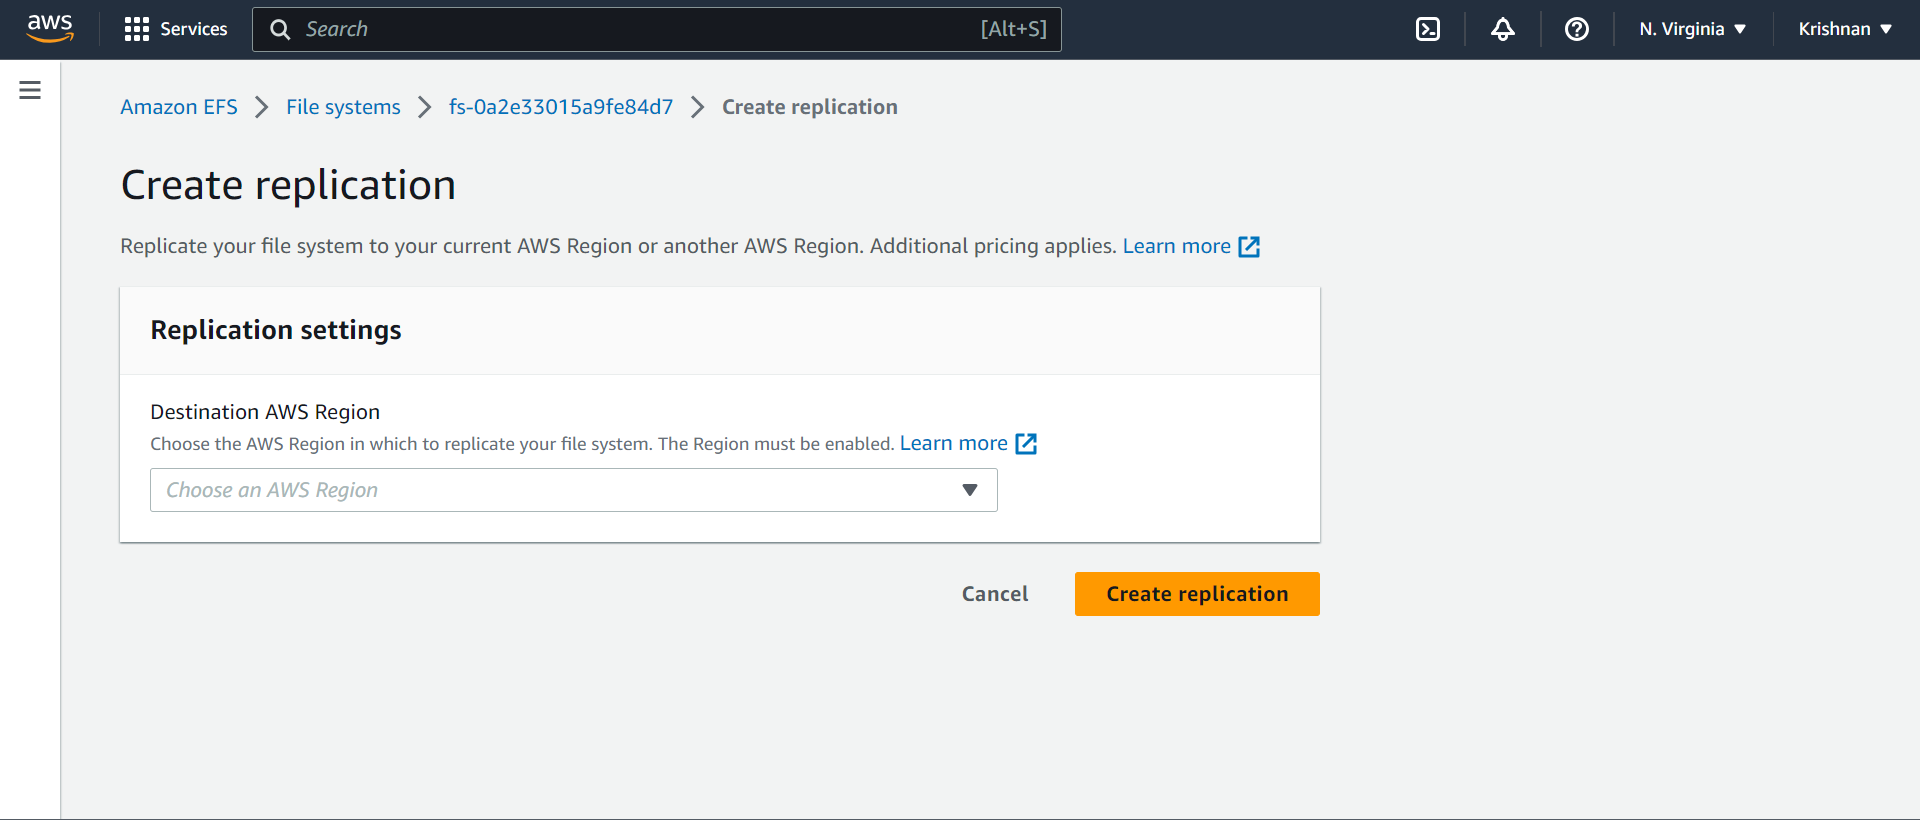 aws Services Search [Alt+S] N. Virginia Krishnan
Amazon EFS File systems fs-0a2e33015a9fe84d7 Create replication
Create replication
Replicate your file system to your current AWS Region or another AWS Region. Additional pricing applies. Learn more
Replication settings
Destination AWS Region
Choose the AWS Region in which to replicate your file system. The Region must be enabled. Learn more
Choose an AWS Region
Cancel Create replication